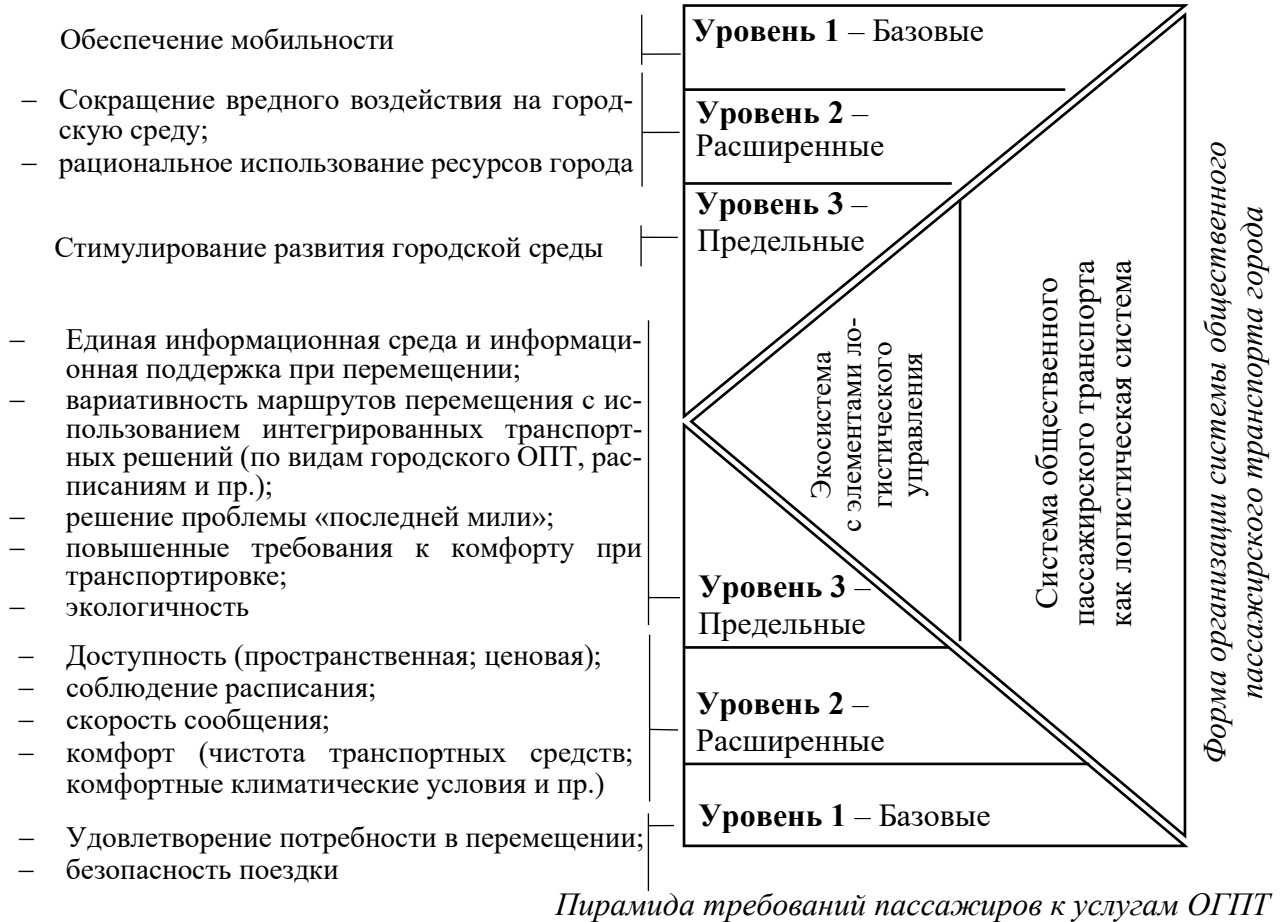 Обеспечение мобильности
– Сокращение вредного воздействия на город-
скую среду;
– рациональное использование ресурсов города
Стимулирование развития городской среды
– Единая информационная среда и информаци-
онная поддержка при перемещении;
– вариативность маршрутов перемещения с ис-
пользованием интегрированных транспорт-
ных решений (по видам городского ОПТ, рас-
писаниям и пр.);
– решение проблемы «последней мили»;
– повышенные требования к комфорту при
транспортировке;
– экологичность
– Доступность (пространственная; ценовая);
– соблюдение расписания;
– скорость сообщения;
– комфорт (чистота транспортных средств;
комфортные климатические условия и пр.)
– Удовлетворение потребности в перемещении;
– безопасность поездки
Уровень 1 – Базовые
Уровень 2 –
Расширенные
Уровень 3 –
Предельные
Экосистема
с элементами ло-
гистического
управления
Уровень 3 –
Предельные
Уровень 2 –
Расширенные
Уровень 1 – Базовые
Система общественного
пассажирского транспорта
как логистическая система
Форма организации системы общественного
пассажирского транспорта города
Пирамида требований пассажиров к услугам ОГПТ